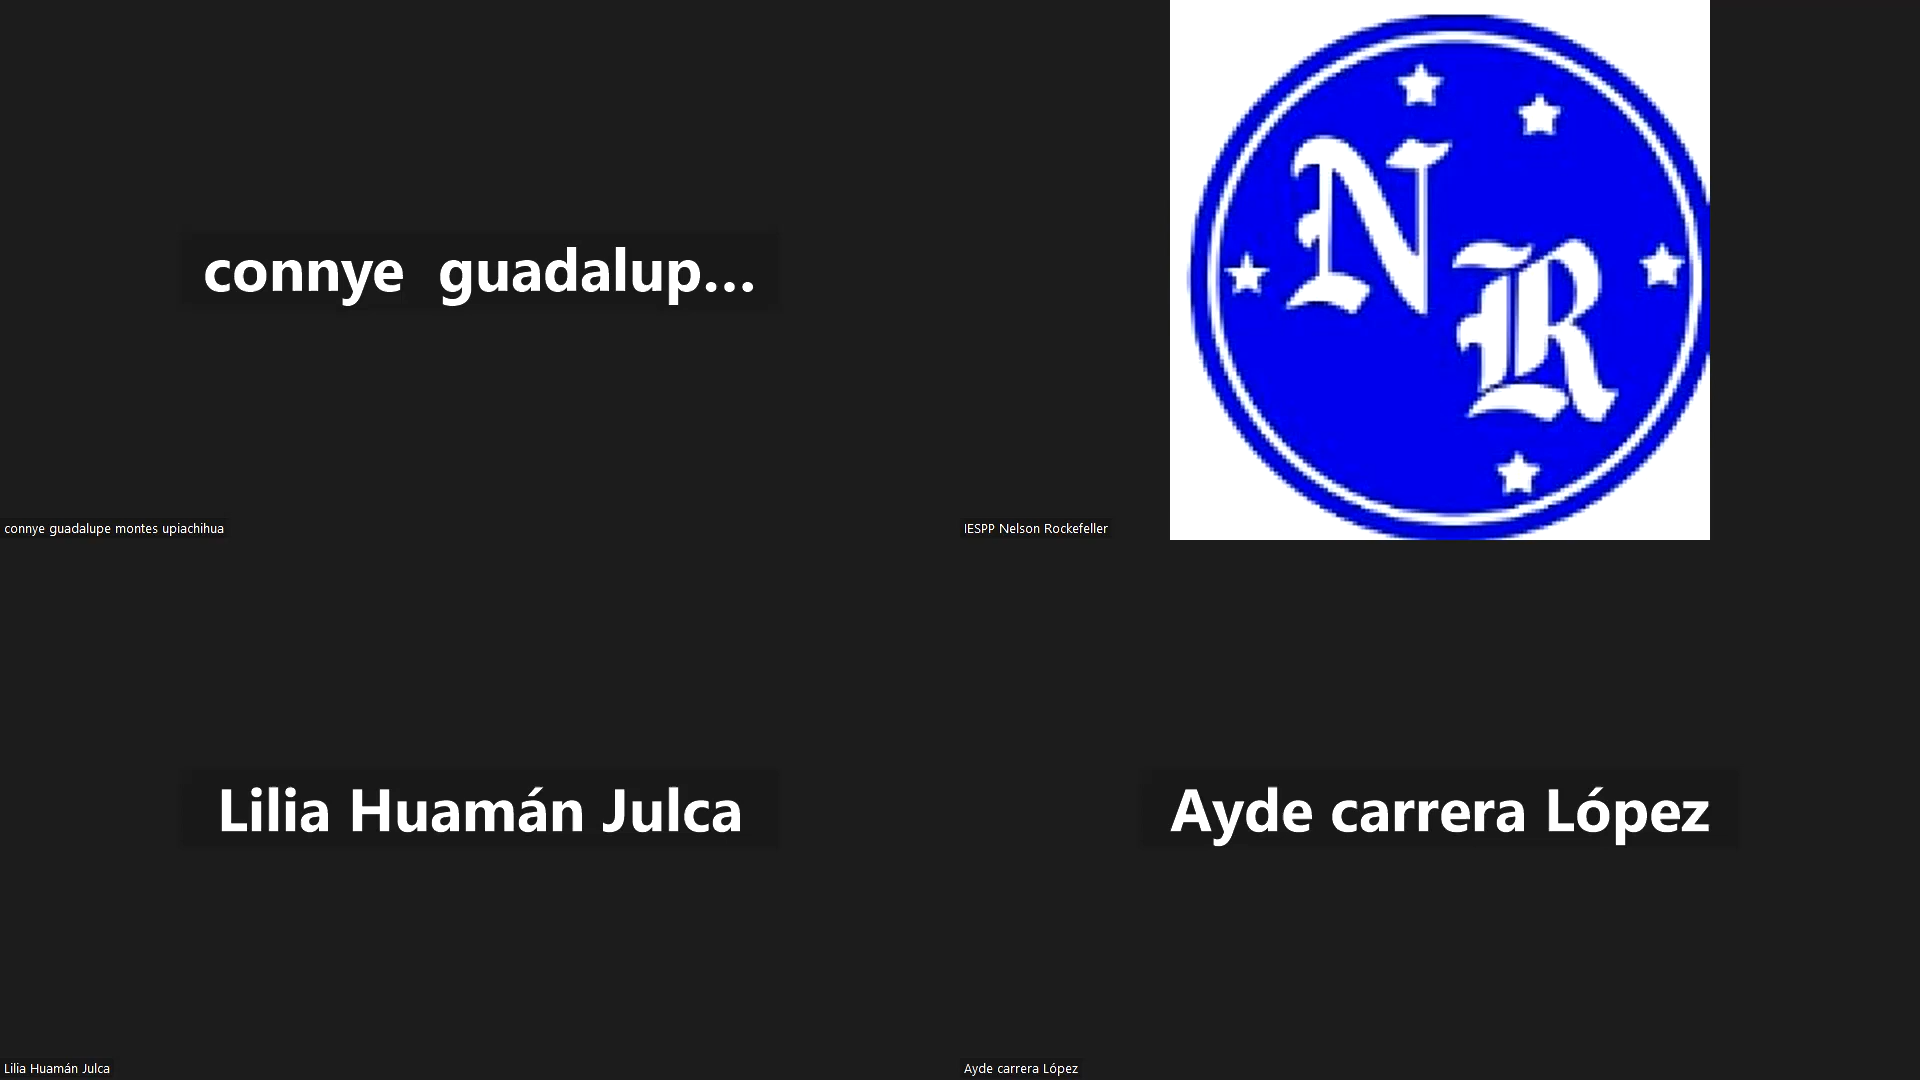 connye  guadalup...
connye guadalupe montes upiachihua
N
R
IESPP Nelson Rockefeller
Lilia Huamán Julca
Lilia Huamán Julca
Ayde carrera López
Ayde carrera López